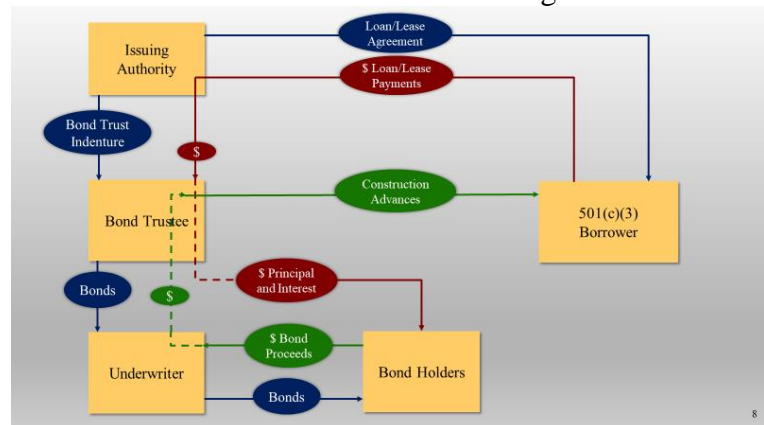 Loan/Lease
Agreement
Issuing
Authority
$ Loan/Lease
Payments
Bond Trust
Indenture
$
Construction
Advances
Bond Trustee
501(c)(3)
Borrower
$ Principal
and Interest
Bonds
$
$ Bond
Proceeds
Underwriter
Bond Holders
Bonds
8